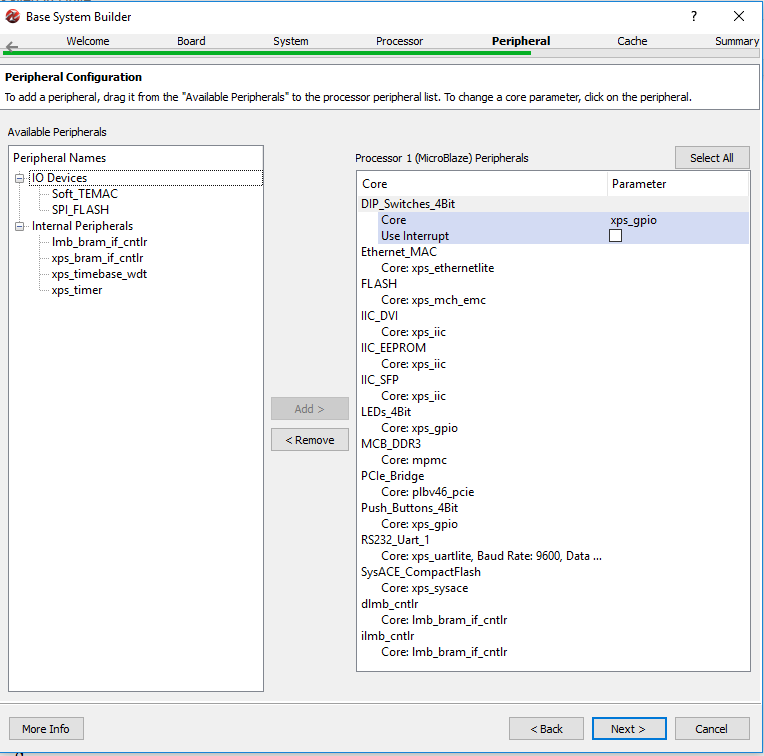 Base System Builder
?
Welcome Board System Processor Peripheral Cache Summary
Peripheral Configuration
To add a peripheral, drag it from the "Available Peripherals" to the processor peripheral list. To change a core parameter, click on the peripheral.
Available Peripherals
Peripheral Names
IO Devices
Soft_TEMAC
SPI_FLASH
Internal Peripherals
lmb_bram_if_cntlr
xps_bram_if_cntlr
xps_timebase_wdt
xps_timer
Add >
< Remove
Processor 1 (MicroBlaze) Peripherals
Select All
Core Parameter
DIP_Switches_4Bit
Core xps_gpio
Use Interrupt
Ethernet_MAC
Core: xps_ethernetlite
FLASH
Core: xps_mch_emc
IIC_DVI
Core: xps_iic
IIC_EEPROM
Core: xps_iic
IIC_SFP
Core: xps_iic
LEDs_4Bit
Core: xps_gpio
MCB_DDR3
Core: mpmc
PCIe_Bridge
Core: plbv46_pcie
Push_Buttons_4Bit
Core: xps_gpio
RS232_Uart_1
Core: xps_uartlite, Baud Rate: 9600, Data ...
SysACE_CompactFlash
Core: xps_sysace
dlmb_cntlr
Core: lmb_bram_if_cntlr
ilmb_cntlr
Core: lmb_bram_if_cntlr
More Info
< Back
Next >
Cancel